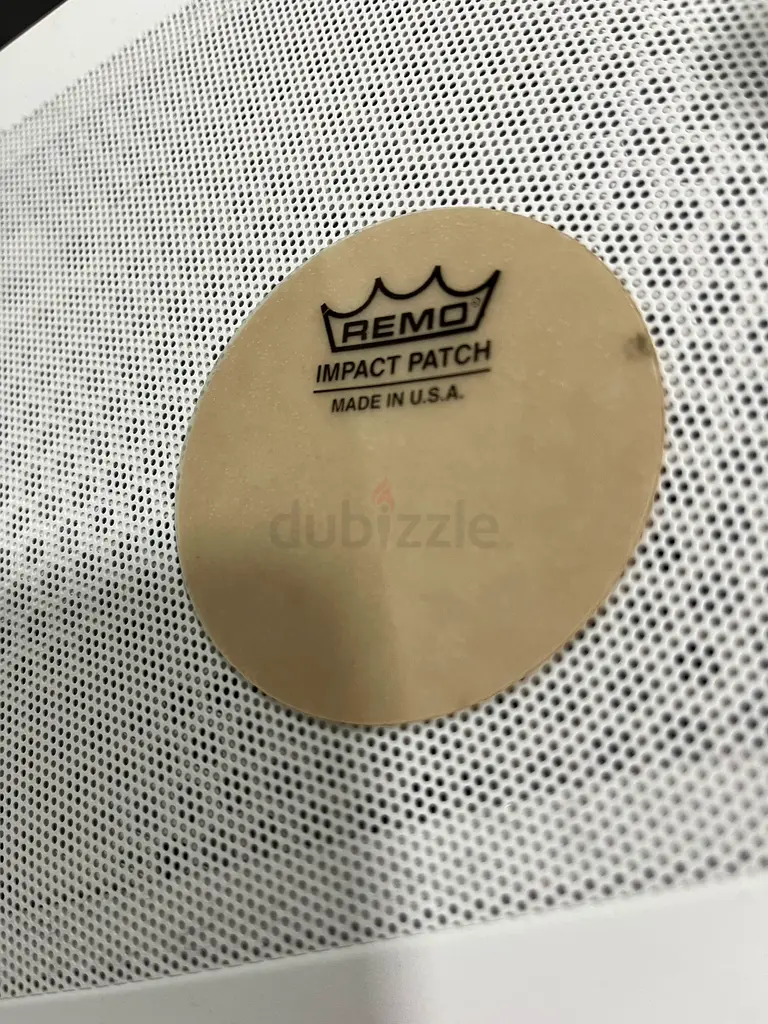 REMO®
IMPACT PATCH
MADE IN U.S.A.
dubizzle